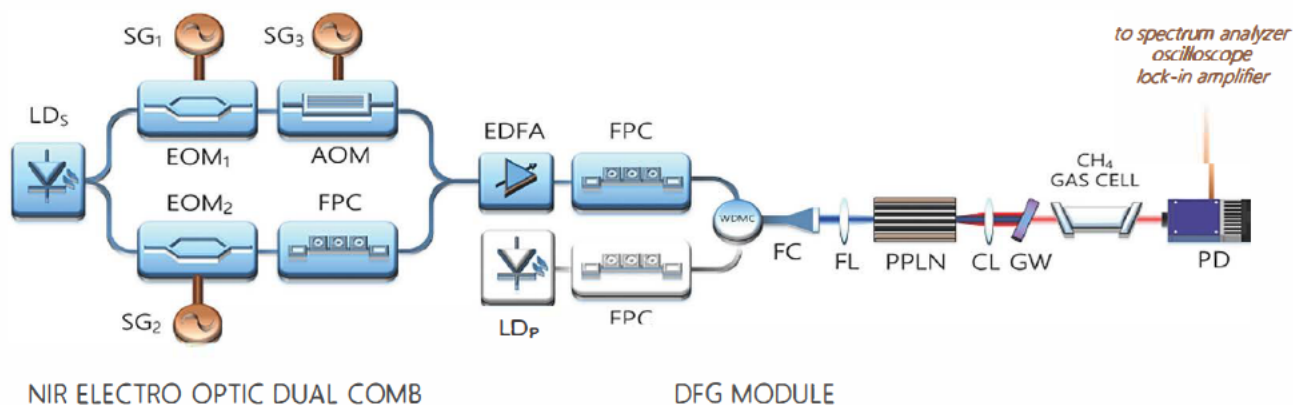 to spectrum analyzer
oscilloscope
lock-in amplifier
SG1
SG3
LDS
EOM1
AOM
EDFA
FPC
CH4
GAS CELL
EOM2
FPC
WDMC
FC
FL
PPLN
CL
GW
PD
SG2
LDP
FPC
NIR ELECTRO OPTIC DUAL COMB
DFG MODULE